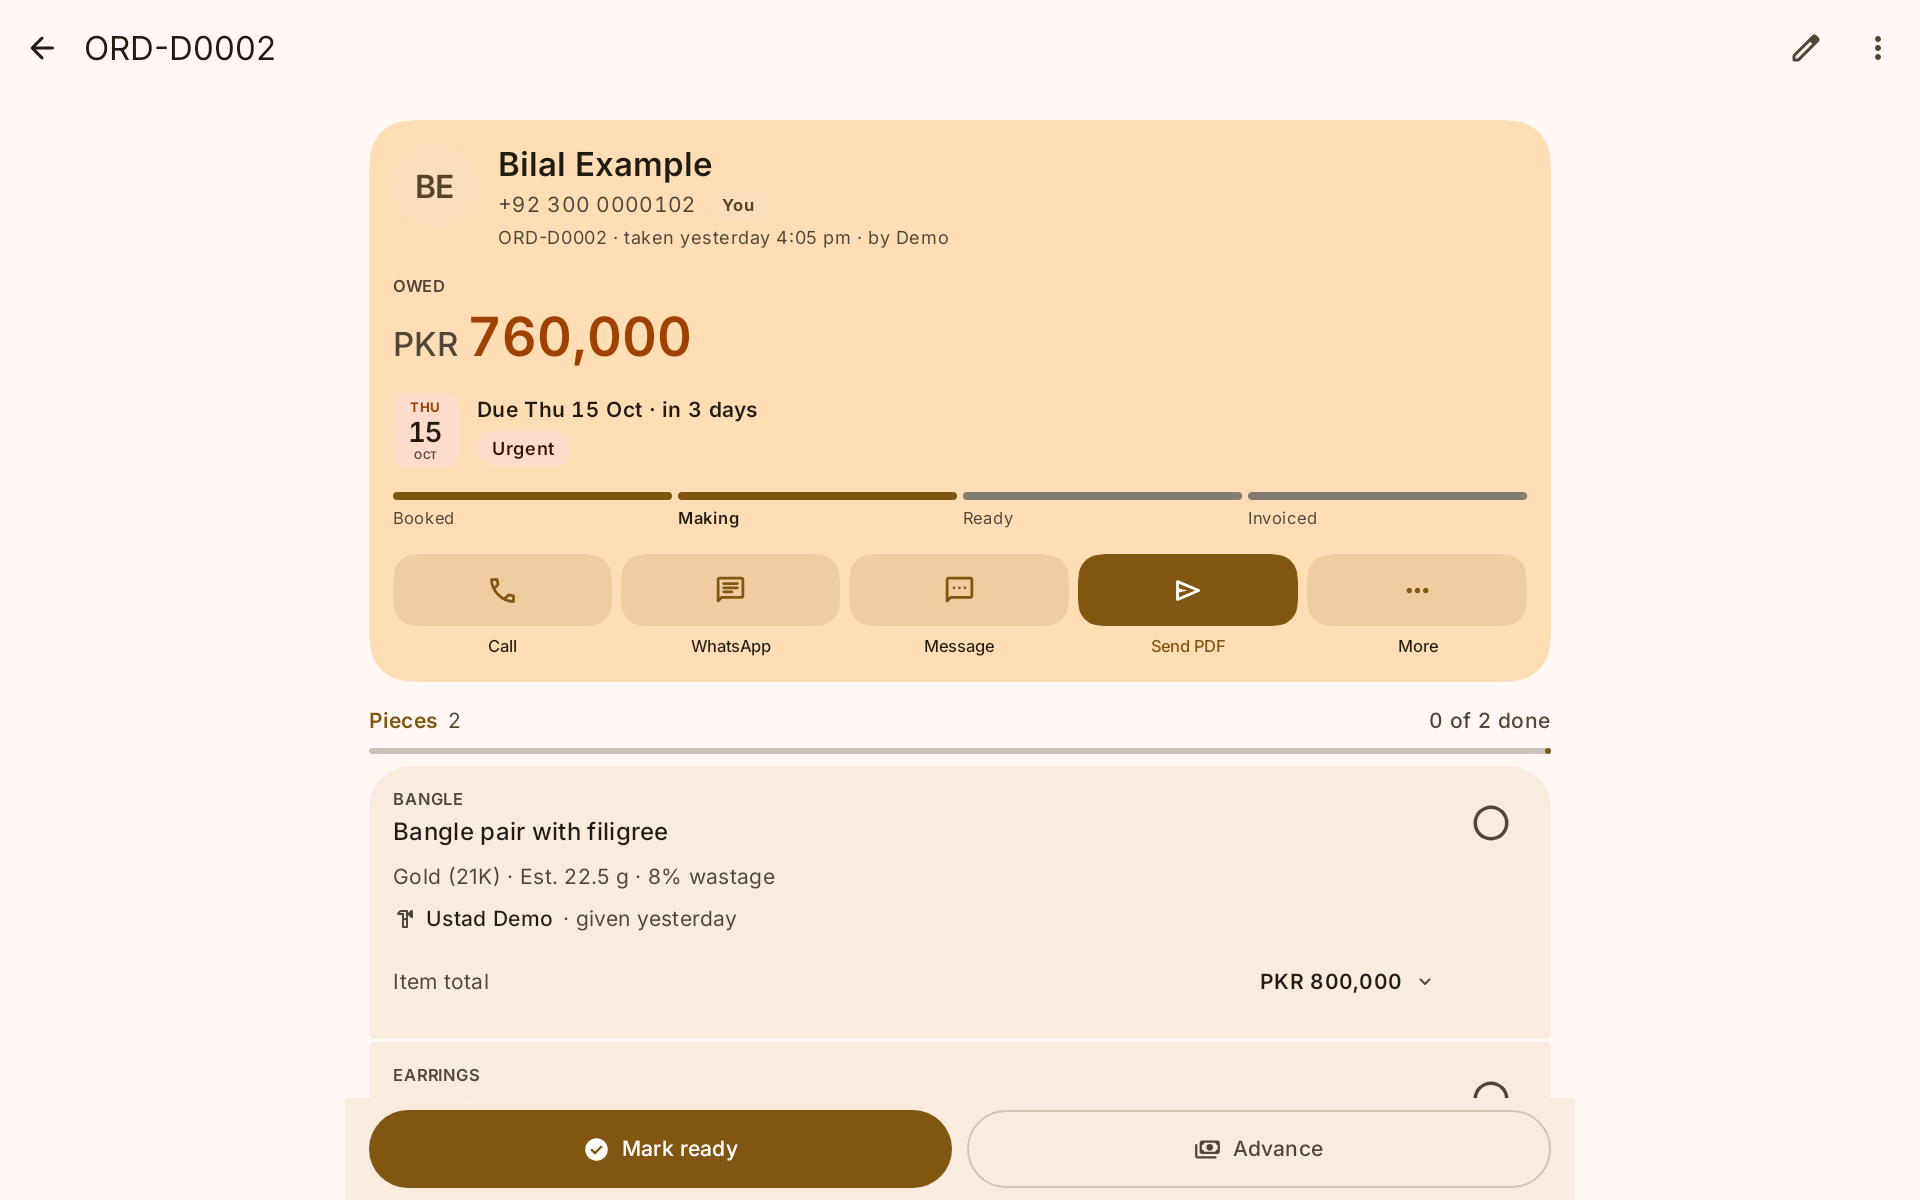 ORD-D0002
BE
Bilal Example
+92 300 0000102 You
ORD-D0002 · taken yesterday 4:05 pm · by Demo
OWED
PKR 760,000
THU
15
OCT
Due Thu 15 Oct · in 3 days
Urgent
Booked Making Ready Invoiced
Call WhatsApp Message Send PDF More
Pieces 2 0 of 2 done
BANGLE
Bangle pair with filigree
Gold (21K) · Est. 22.5 g · 8% wastage
Ustad Demo · given yesterday
Item total PKR 800,000
EARRINGS
Mark ready Advance